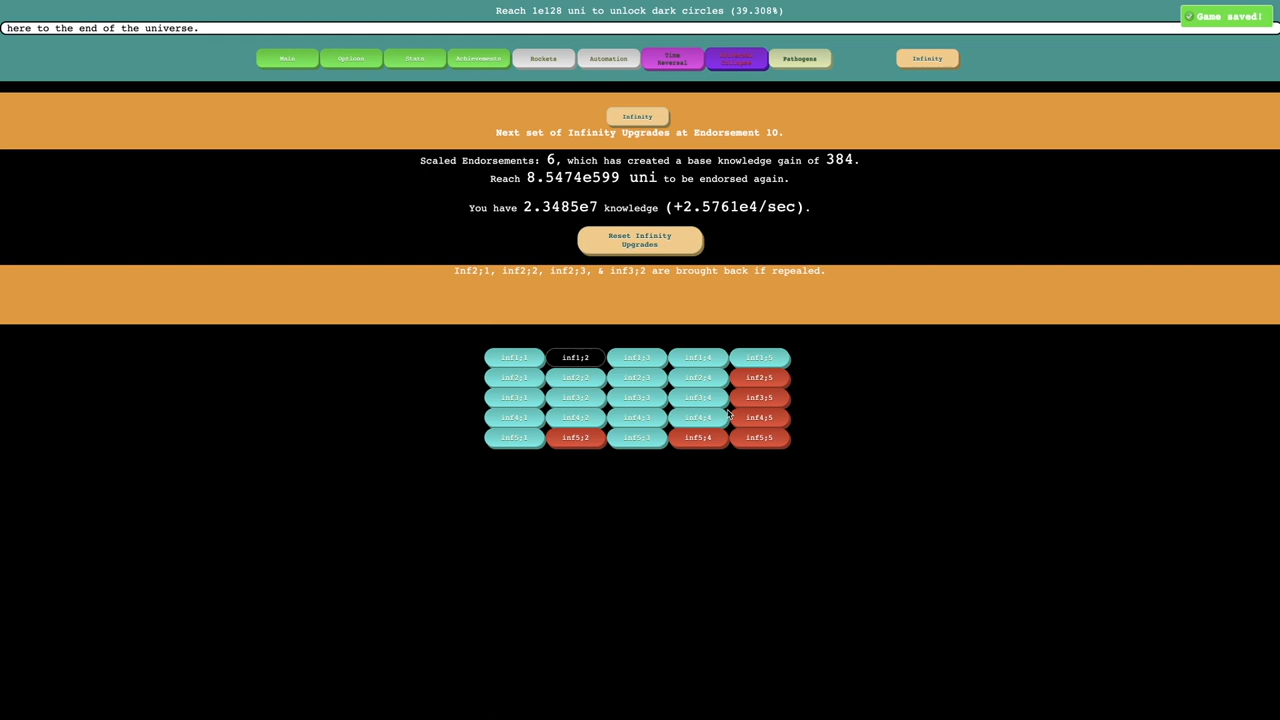 Reach 1e128 uni to unlock dark circles (39.308%)
Game saved!
here to the end of the universe.
Main
Options
Stats
Achievements
Rockets
Automation
Time
Reversal
Universal
Collapse
Pathogens
Infinity
Infinity
Next set of Infinity Upgrades at Endorsement 10.
Scaled Endorsements: 6, which has created a base knowledge gain of 384.
Reach 8.5474e599 uni to be endorsed again.
You have 2.3485e7 knowledge (+2.5761e4/sec).
Reset Infinity
Upgrades
Inf2;1, inf2;2, inf2;3, & inf3;2 are brought back if repealed.
inf1;1 inf1;2 inf1;3 inf1;4 inf1;5
inf2;1 inf2;2 inf2;3 inf2;4 inf2;5
inf3;1 inf3;2 inf3;3 inf3;4 inf3;5
inf4;1 inf4;2 inf4;3 inf4;4 inf4;5
inf5;1 inf5;2 inf5;3 inf5;4 inf5;5